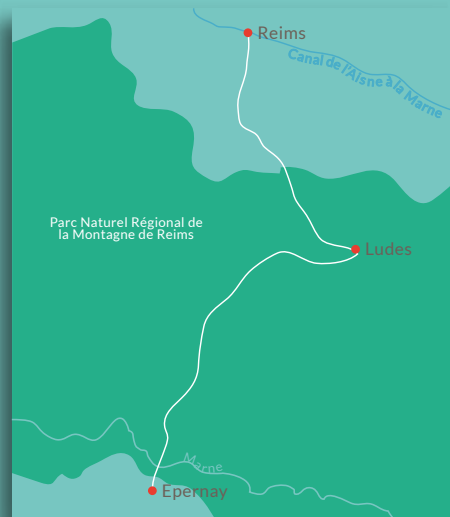 Reims
Canal de l'Aisne à la Marne
Parc Naturel Régional de
la Montagne de Reims
Ludes
Marne
Epernay